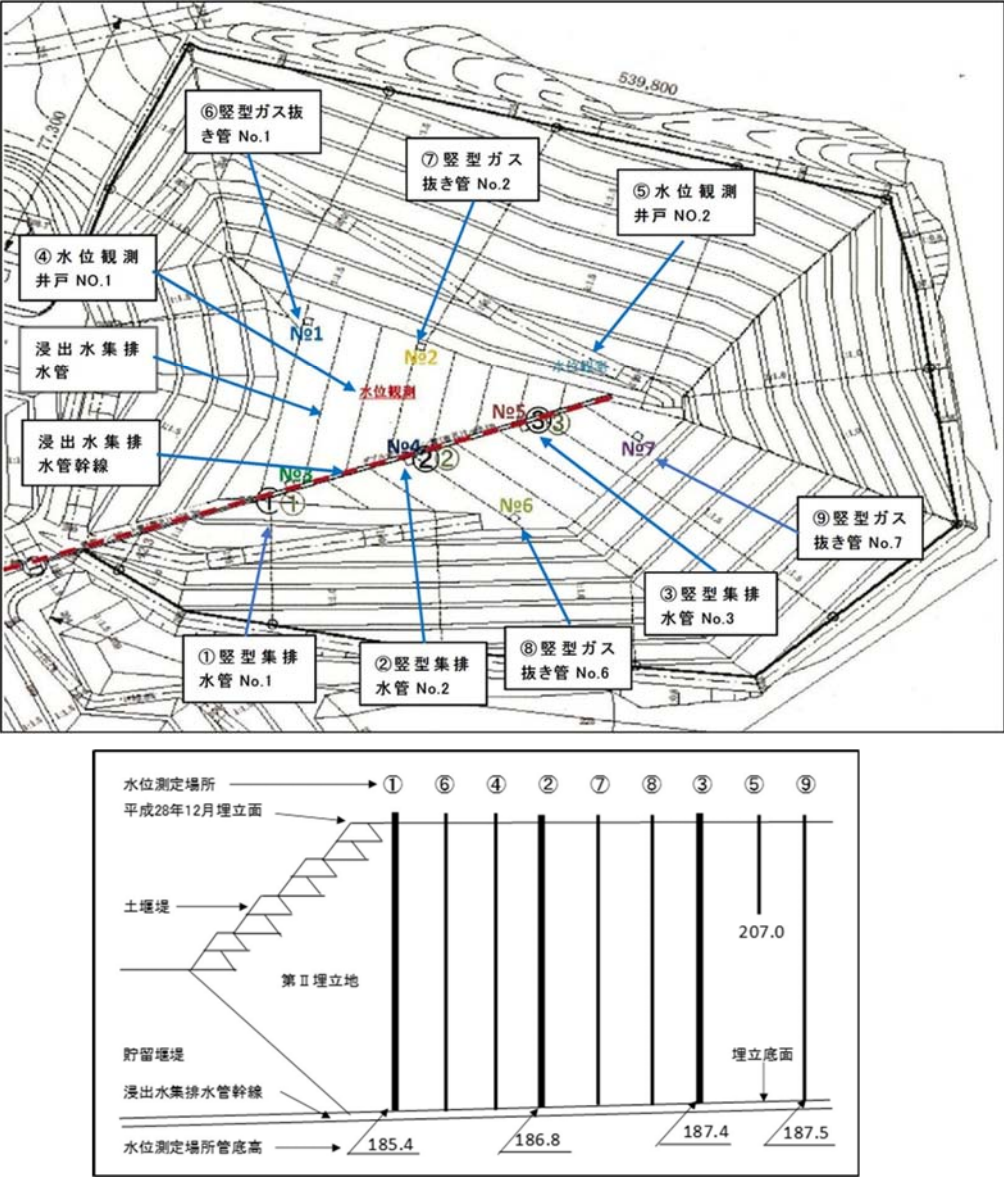 539,800
77,300
⑥竪型ガス抜
き管 No.1
⑦竪型ガス
抜き管No.2
⑤水位観測
井戸 NO.2
④水位観測
井戸 NO.1
浸出水集排
水管
浸出水集排
水管幹線
№1
№2
水位観測
水位観測
№5
③ ③
№4
② ②
№3
① ①
№7
№6
⑨竪型ガス
抜き管 No.7
③竪型集排
水管 No.3
①竪型集排
水管 No.1
②竪型集排
水管 No.2
⑧竪型ガス
抜き管 No.6
水位測定場所 ① ⑥ ④ ② ⑦ ⑧ ③ ⑤ ⑨
平成28年12月埋立面
土堰堤
207.0
第Ⅱ埋立地
貯留堰堤
埋立底面
浸出水集排水管幹線
水位測定場所管底高 185.4 186.8 187.4 187.5